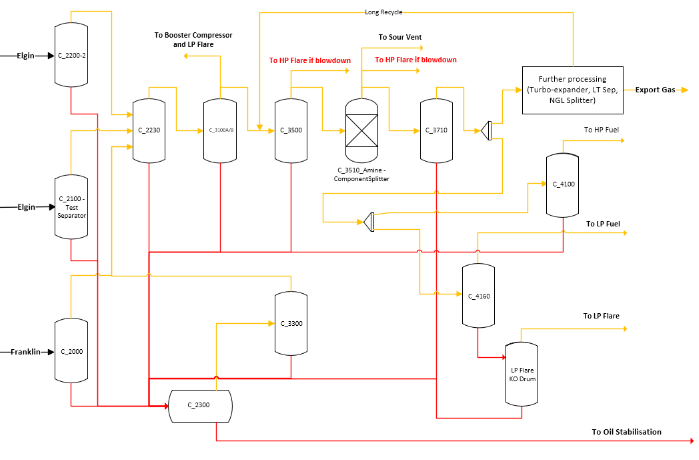 Long Recycle
To Booster Compressor
and LP Flare
To Sour Vent
To HP Flare if blowdown
To HP Flare if blowdown
Elgin
C_2200-2
Further processing
(Turbo-expander, LT Sep,
NGL Splitter)
Export Gas
C_2230
C_3100A/B
C_3500
C_3710
To HP Fuel
C_3510_Amine -
ComponentSplitter
C_4100
Elgin
C_2100 -
Test
Separator
To LP Fuel
C_4160
C_3300
To LP Flare
Franklin
C_2000
LP Flare
KO Drum
C_2300
To Oil Stabilisation